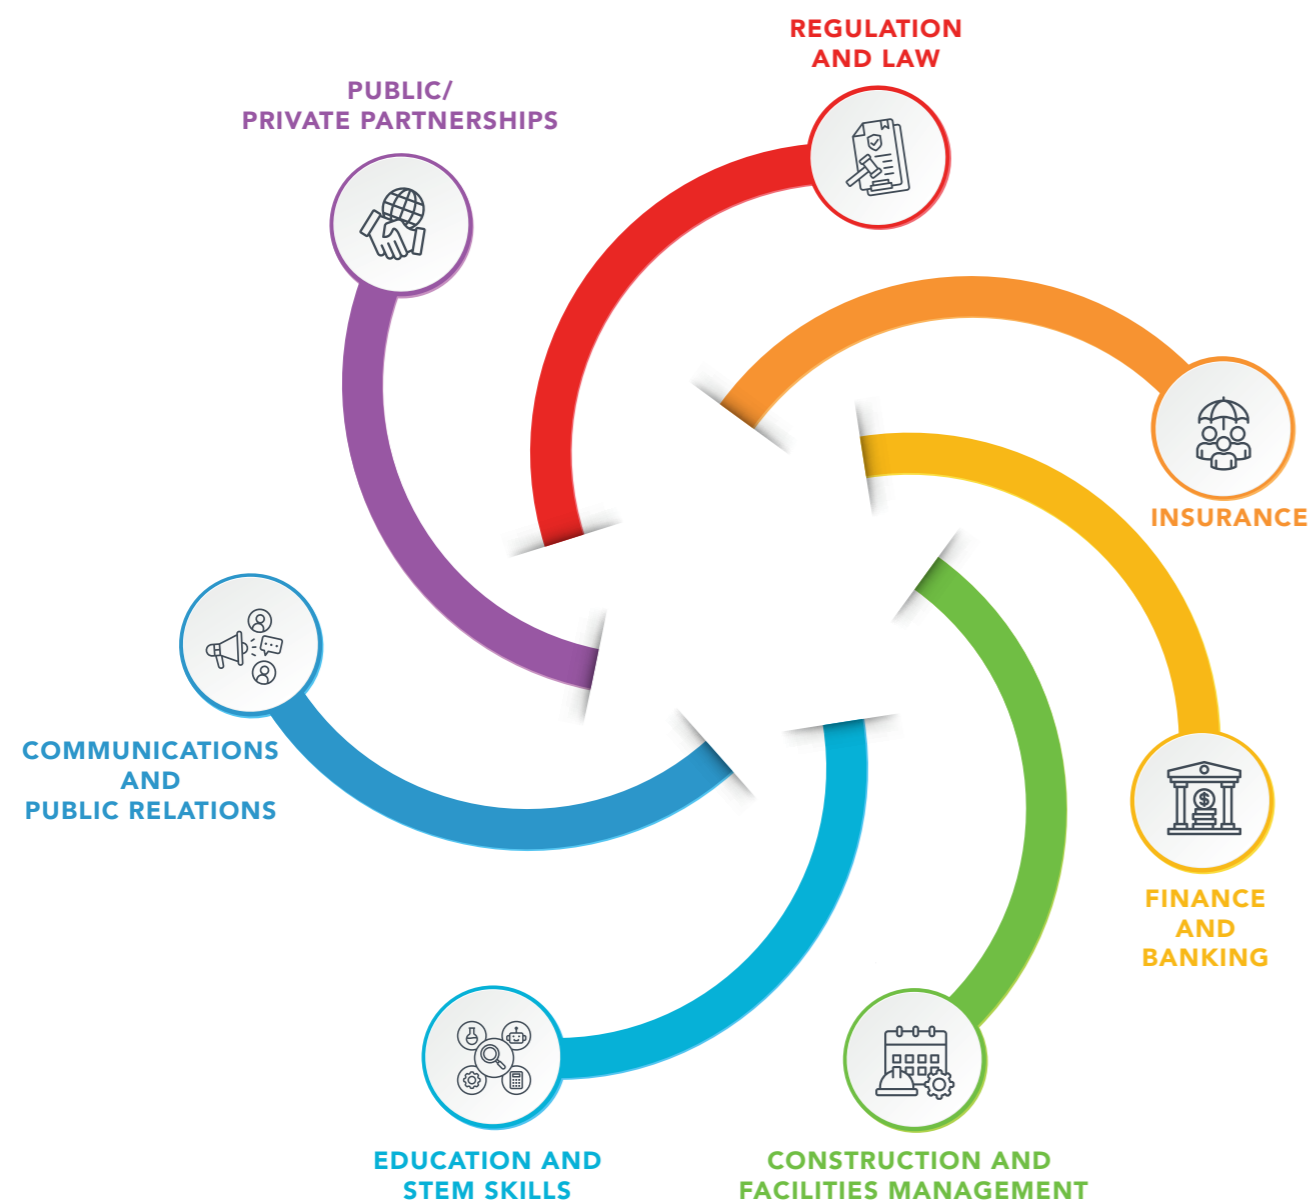 REGULATION
AND LAW
PUBLIC/
PRIVATE PARTNERSHIPS
INSURANCE
COMMUNICATIONS
AND
PUBLIC RELATIONS
$
FINANCE
AND
BANKING
EDUCATION AND
STEM SKILLS
CONSTRUCTION AND
FACILITIES MANAGEMENT